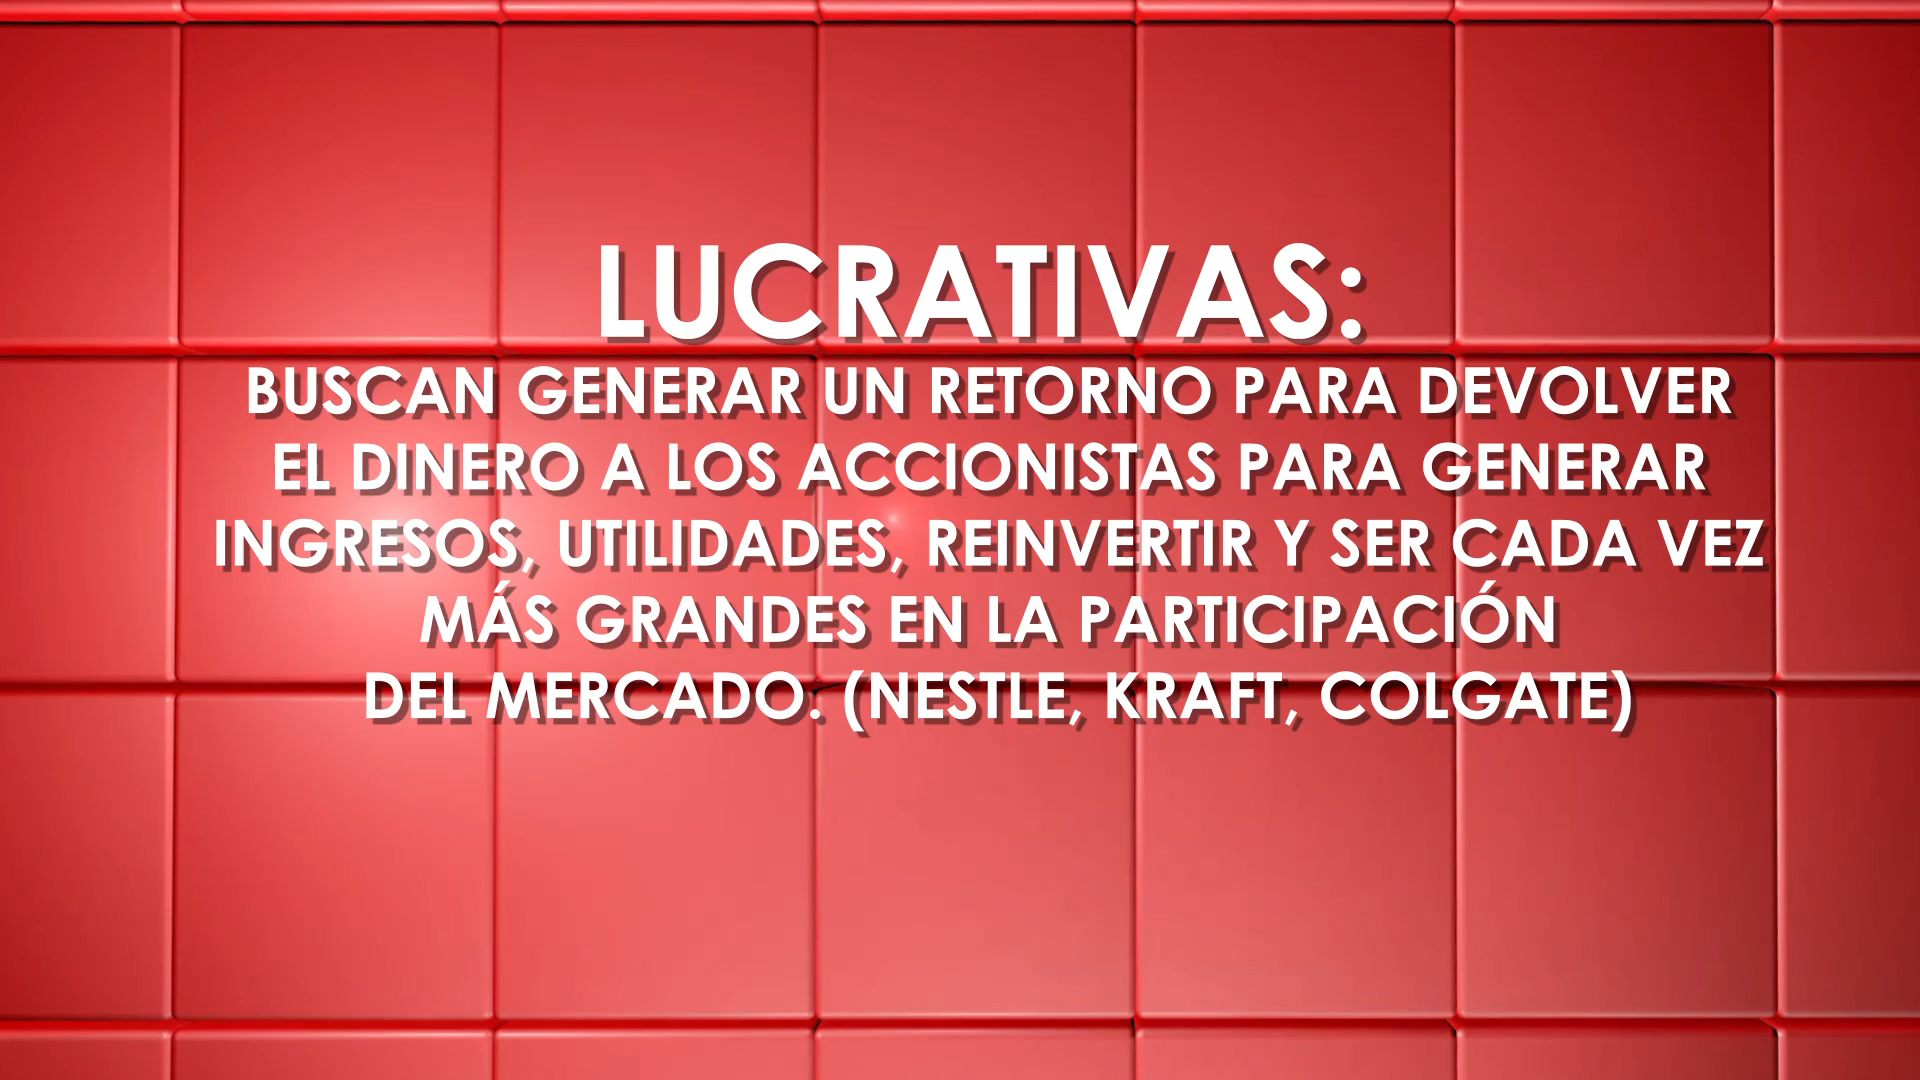 LUCRATIVAS:
BUSCAN GENERAR UN RETORNO PARA DEVOLVER
EL DINERO A LOS ACCIONISTAS PARA GENERAR
INGRESOS, UTILIDADES, REINVERTIR Y SER CADA VEZ
MÁS GRANDES EN LA PARTICIPACIÓN
DEL MERCADO. (NESTLE, KRAFT, COLGATE)